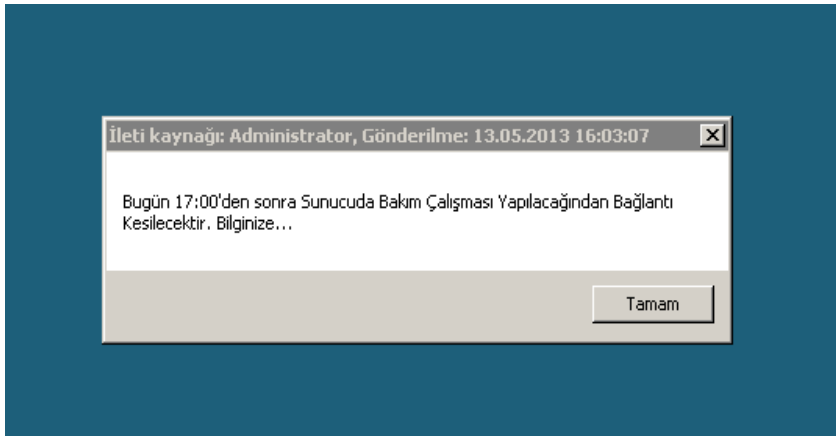 İleti kaynağı: Administrator, Gönderilme: 13.05.2013 16:03:07
Bugün 17:00'den sonra Sunucuda Bakım Çalışması Yapılacağından Bağlantı
Kesilecektir. Bilginize...
Tamam